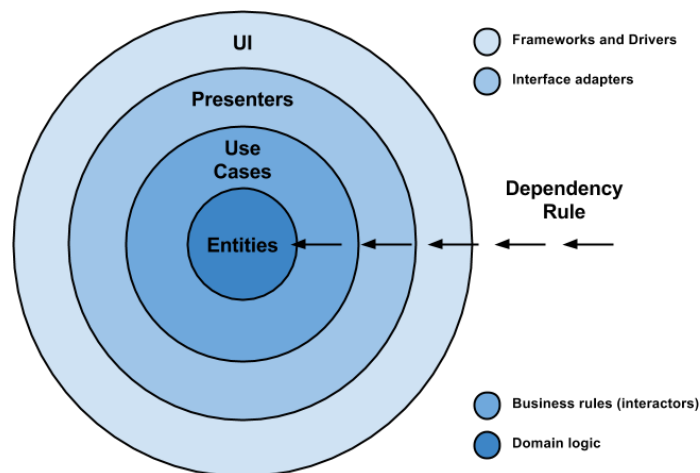 UI
Presenters
Use
Cases
Entities
Frameworks and Drivers
Interface adapters
Dependency
Rule
Business rules (interactors)
Domain logic